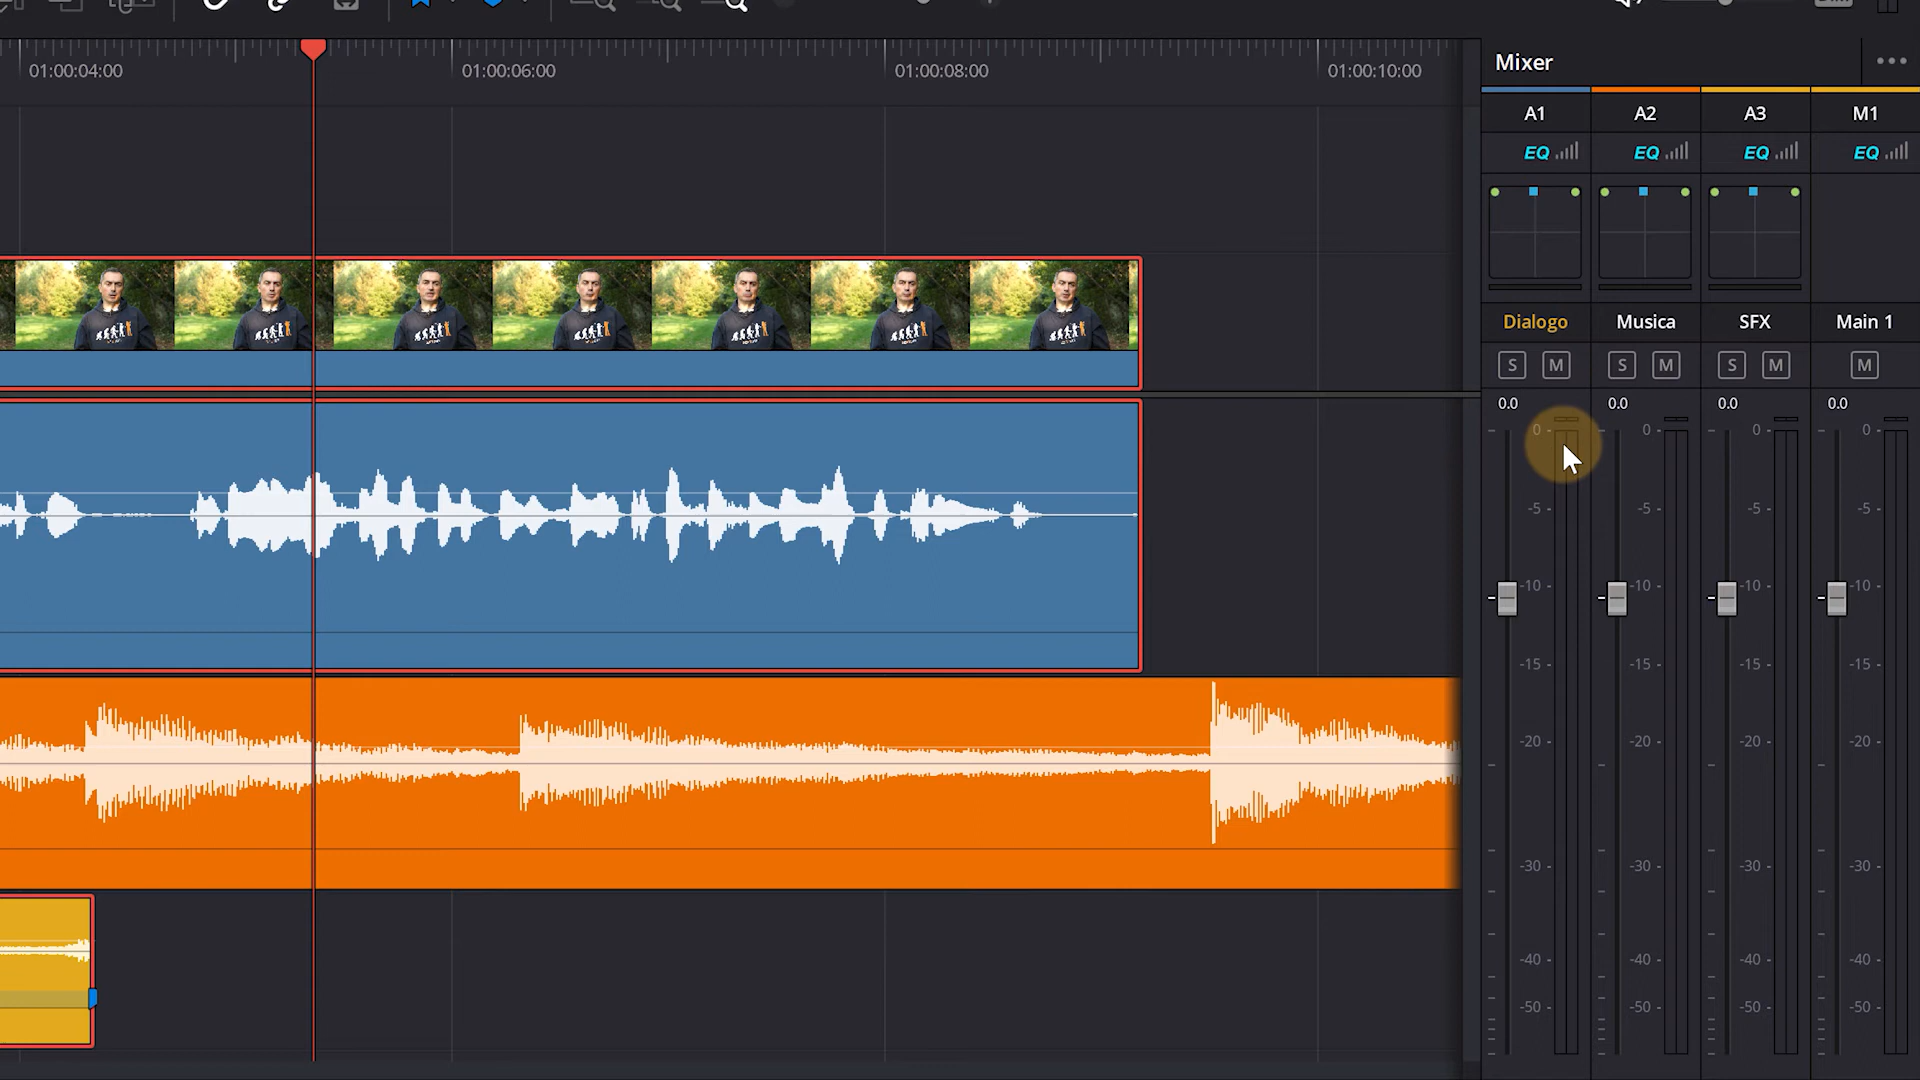 01:00:04:00 01:00:06:00 01:00:08:00 01:00:10:00
Mixer
A1 A2 A3 M1
EQ EQ EQ EQ
Dialogo Musica SFX Main 1
S M S M S M M
0.0 0.0 0.0 0.0
0 0 0 0
-5 -5 -5 -5
-10 -10 -10 -10
-15 -15 -15 -15
-20 -20 -20 -20
-30 -30 -30 -30
-40 -40 -40 -40
-50 -50 -50 -50